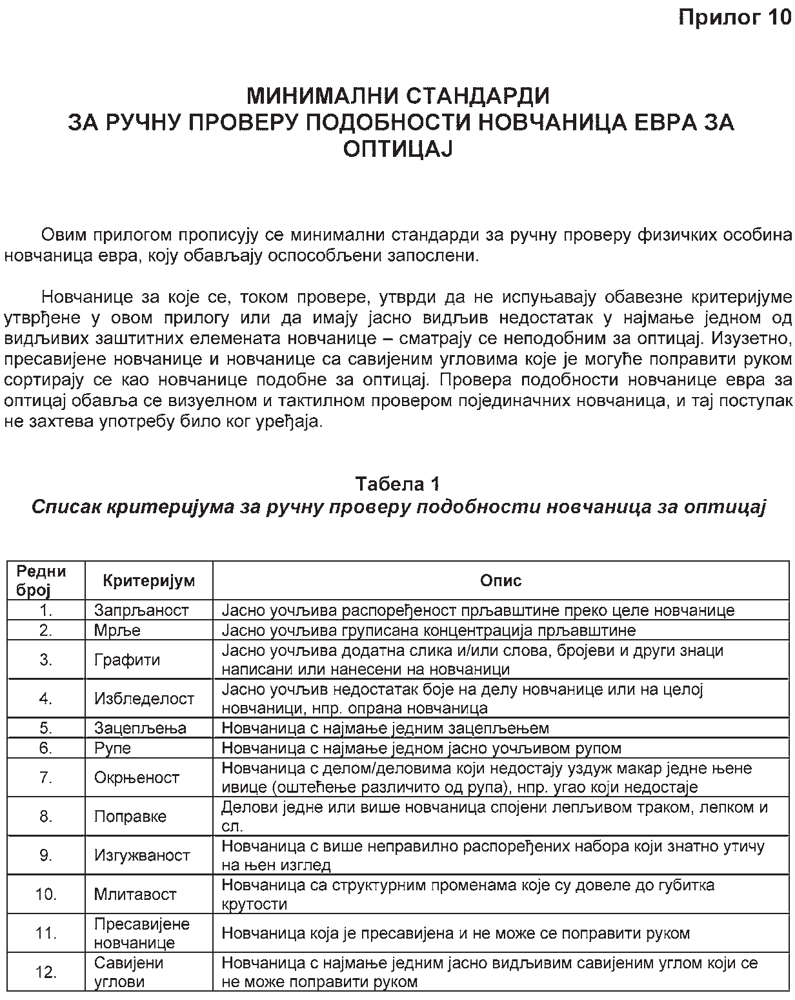 Прилог 10
МИНИМАЛНИ СТАНДАРДИ
ЗА РУЧНУ ПРОВЕРУ ПОДОБНОСТИ НОВЧАНИЦА ЕВРА ЗА
ОПТИЦАЈ
Овим прилогом прописују се минимални стандарди за ручну проверу физичких особина
новчаница евра, коју обављају оспособљени запослени.
Новчанице за које се, током провере, утврди да не испуњавају обавезне критеријуме
утврђене у овом прилогу или да имају јасно видљив недостатак у најмање једном од
видљивих заштитних елемената новчанице – сматрају се неподобним за оптицај. Изузетно,
пресавијене новчанице и новчанице са савијеним угловима које је могуће поправити руком
сортирају се као новчанице подобне за оптицај. Провера подобности новчанице евра за
оптицај обавља се визуелном и тактилном провером појединачних новчаница, и тај поступак
не захтева употребу било ког уређаја.
Табела 1
Списак критеријума за ручну проверу подобности новчаница за оптицај
Редни
број
Критеријум
Опис
1. Запрљаност Јасно уочљива распоређеност прљавштине преко целе новчанице
2. Мрље Јасно уочљива груписана концентрација прљавштине
3. Графити Јасно уочљива додатна слика и/или слова, бројеви и други знаци
написани или нанесени на новчаници
4. Избледелост Јасно уочљив недостатак боје на делу новчанице или на целој
новчаници, нпр. опрана новчаница
5. Зацепљења Новчаница с најмање једним зацепљењем
6. Рупе Новчаница с најмање једном јасно уочљивом рупом
7. Окрњеност Новчаница с делом/деловима који недостају уздуж макар једне њене
ивице (оштећење различито од рупа), нпр. угао који недостаје
8. Поправке Делови једне или више новчаница спојени лепљивом траком, лепком и
сл.
9. Изгужваност Новчаница с више неправилно распоређених набора који знатно утичу
на њен изглед
10. Млитавост Новчаница са структурним променама које су довеле до губитка
крутости
11. Пресавијене
новчанице
Новчаница која је пресавијена и не може се поправити руком
12. Савијени
углови
Новчаница с најмање једним јасно видљивим савијеним углом који се
не може поправити руком